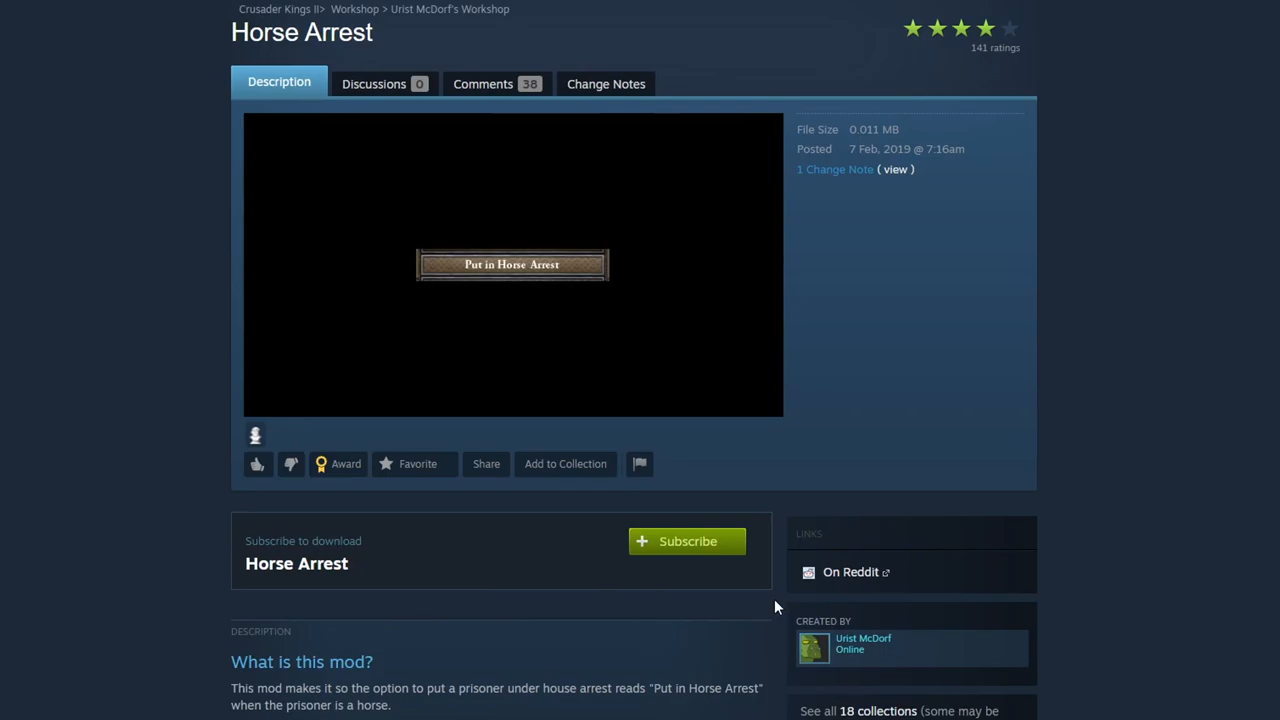 Crusader Kings II> Workshop > Urist McDorf's Workshop
Horse Arrest
141 ratings
Description
Discussions 0
Comments 38
Change Notes
File Size 0.011 MB
Posted 7 Feb, 2019 @ 7:16am
1 Change Note ( view )
Put in Horse Arrest
Award
Favorite
Share
Add to Collection
Subscribe to download
Horse Arrest
Subscribe
LINKS
On Reddit
CREATED BY
Urist McDorf
Online
DESCRIPTION
What is this mod?
This mod makes it so the option to put a prisoner under house arrest reads "Put in Horse Arrest"
when the prisoner is a horse.
See all 18 collections (some may be